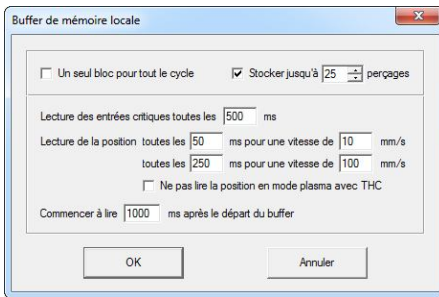 Buffer de mémoire locale
Un seul bloc pour tout le cycle Stocker jusqu'à 25 perçages
Lecture des entrées critiques toutes les 500 ms
Lecture de la position toutes les 50 ms pour une vitesse de 10 mm/s
toutes les 250 ms pour une vitesse de 100 mm/s
Ne pas lire la position en mode plasma avec THC
Commencer à lire 1000 ms après le départ du buffer
OK Annuler